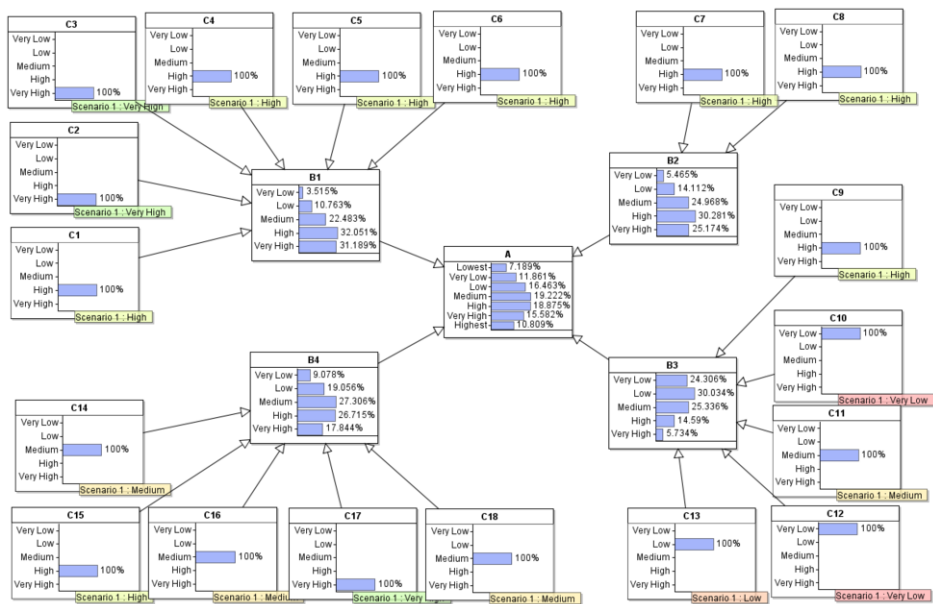 C3
Very Low
Low
Medium
High
Very High 100%
Scenario 1 : Very High
C4
Very Low
Low
Medium
High 100%
Very High
Scenario 1 : High
C5
Very Low
Low
Medium
High 100%
Very High
Scenario 1 : High
C6
Very Low
Low
Medium
High 100%
Very High
Scenario 1 : High
C7
Very Low
Low
Medium
High 100%
Very High
Scenario 1 : High
C8
Very Low
Low
Medium
High 100%
Very High
Scenario 1 : High
C2
Very Low
Low
Medium
High
Very High 100%
Scenario 1 : Very High
B1
Very Low 3.515%
Low 10.763%
Medium 22.483%
High 32.051%
Very High 31.189%
B2
Very Low 5.465%
Low 14.112%
Medium 24.968%
High 30.281%
Very High 25.174%
C9
Very Low
Low
Medium
High 100%
Very High
Scenario 1 : High
C1
Very Low
Low
Medium
High 100%
Very High
Scenario 1 : High
A
Lowest 7.189%
Very Low 11.861%
Low 16.463%
Medium 19.222%
High 18.875%
Very High 15.582%
Highest 10.809%
C10
Very Low 100%
Low
Medium
High
Very High
Scenario 1 : Very Low
B4
Very Low 9.078%
Low 19.056%
Medium 27.306%
High 26.715%
Very High 17.844%
B3
Very Low 24.306%
Low 30.034%
Medium 25.336%
High 14.59%
Very High 5.734%
C14
Very Low
Low
Medium 100%
High
Very High
Scenario 1 : Medium
C11
Very Low
Low
Medium 100%
High
Very High
Scenario 1 : Medium
C15
Very Low
Low
Medium
High 100%
Very High
Scenario 1 : High
C16
Very Low
Low
Medium 100%
High
Very High
Scenario 1 : Medium
C17
Very Low
Low
Medium
High
Very High 100%
Scenario 1 : Very High
C18
Very Low
Low
Medium 100%
High
Very High
Scenario 1 : Medium
C13
Very Low
Low 100%
Medium
High
Very High
Scenario 1 : Low
C12
Very Low 100%
Low
Medium
High
Very High
Scenario 1 : Very Low